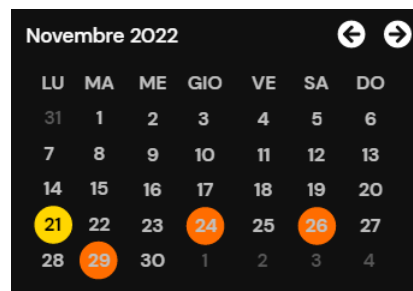 Novembre 2022
LU MA ME GIO VE SA DO
31 1 2 3 4 5 6
7 8 9 10 11 12 13
14 15 16 17 18 19 20
21 22 23 24 25 26 27
28 29 30 1 2 3 4